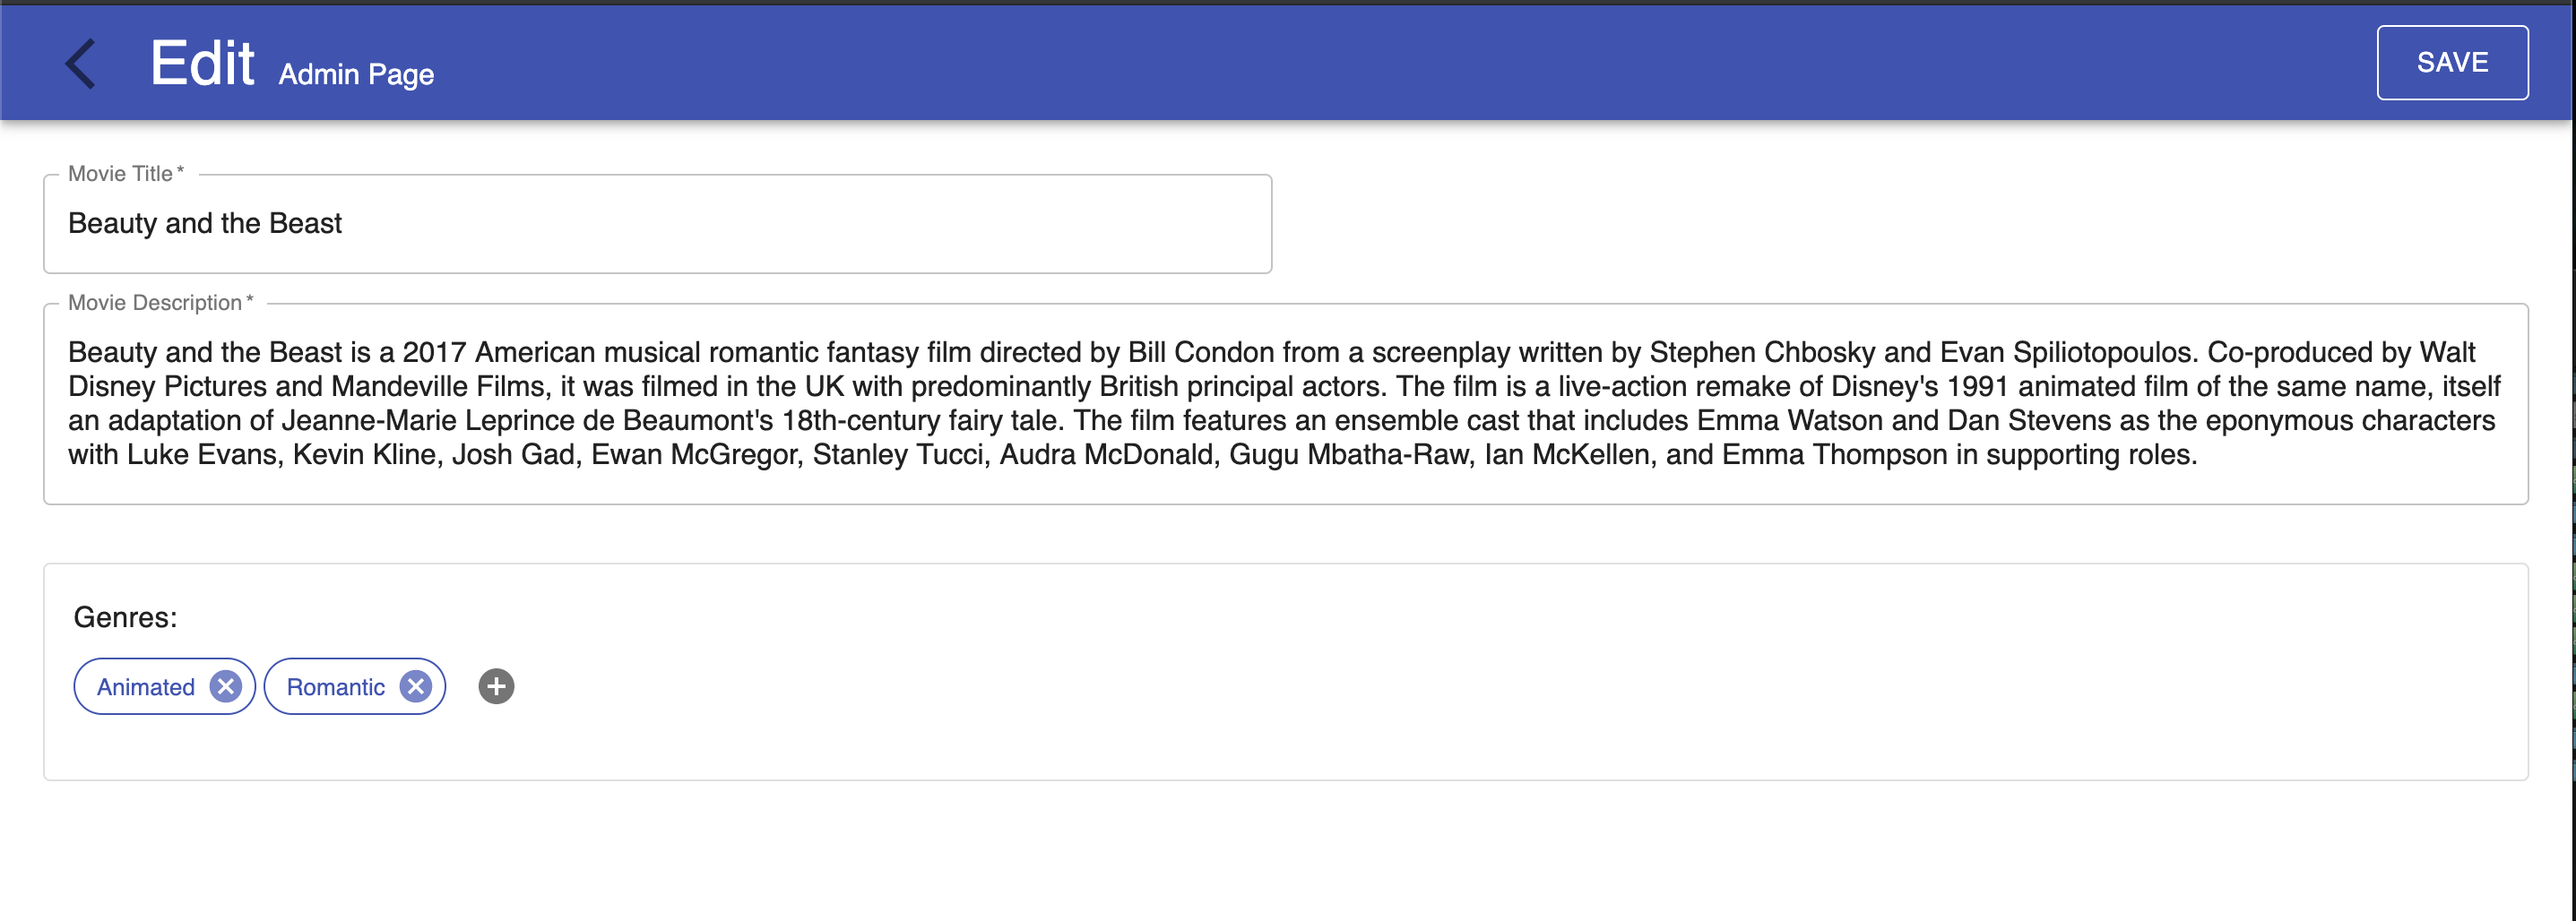 Edit Admin Page
SAVE
Movie Title *
Beauty and the Beast
Movie Description *
Beauty and the Beast is a 2017 American musical romantic fantasy film directed by Bill Condon from a screenplay written by Stephen Chbosky and Evan Spiliotopoulos. Co-produced by Walt
Disney Pictures and Mandeville Films, it was filmed in the UK with predominantly British principal actors. The film is a live-action remake of Disney's 1991 animated film of the same name, itself
an adaptation of Jeanne-Marie Leprince de Beaumont's 18th-century fairy tale. The film features an ensemble cast that includes Emma Watson and Dan Stevens as the eponymous characters
with Luke Evans, Kevin Kline, Josh Gad, Ewan McGregor, Stanley Tucci, Audra McDonald, Gugu Mbatha-Raw, Ian McKellen, and Emma Thompson in supporting roles.
Genres:
Animated Romantic